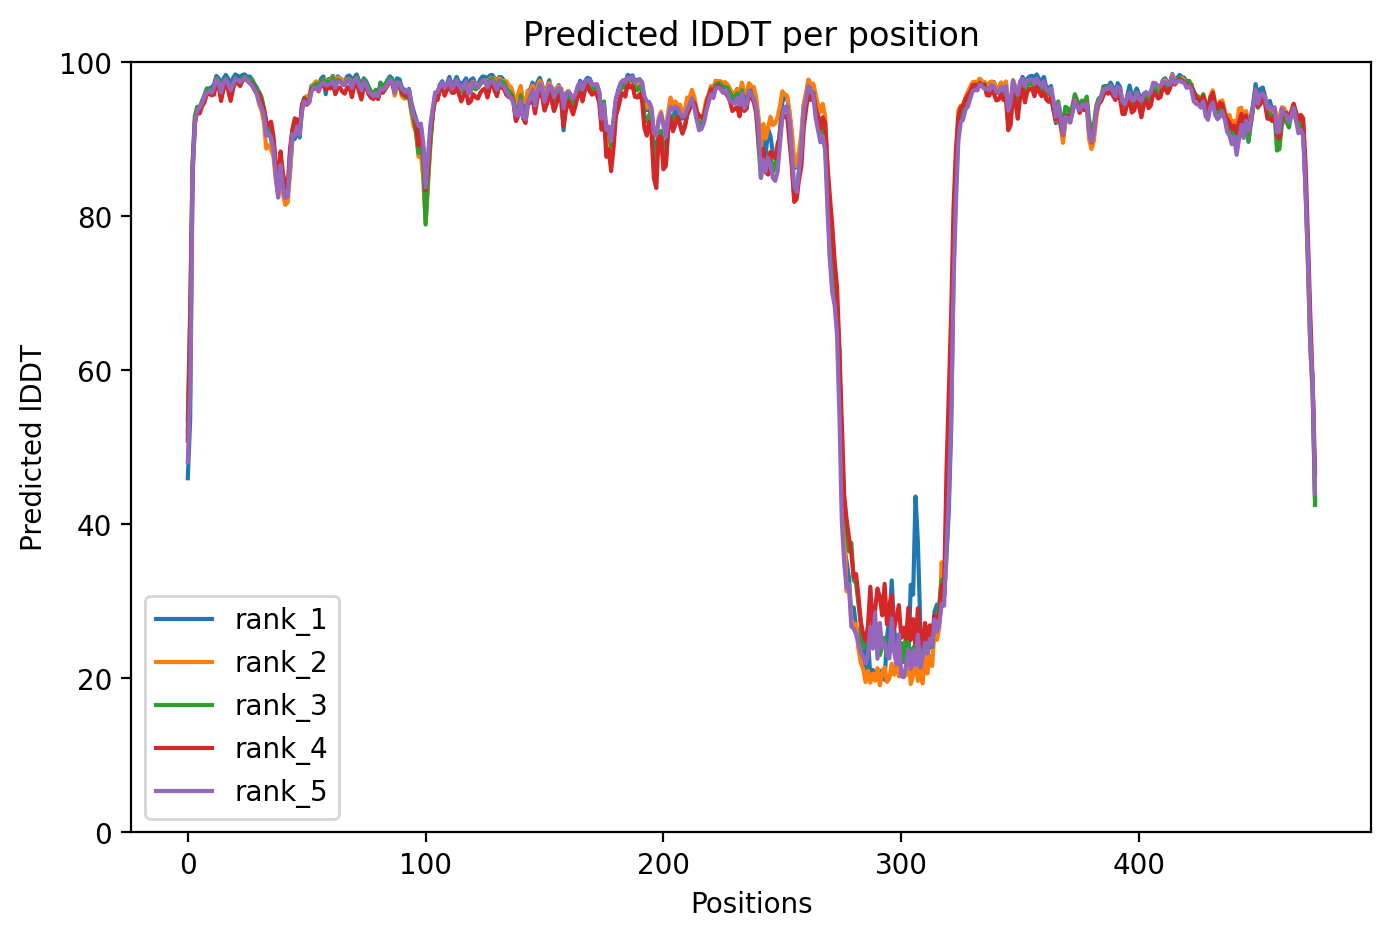 Predicted lDDT per position
100
80
60
40
20
0
Predicted lDDT
rank_1
rank_2
rank_3
rank_4
rank_5
0 100 200 300 400
Positions